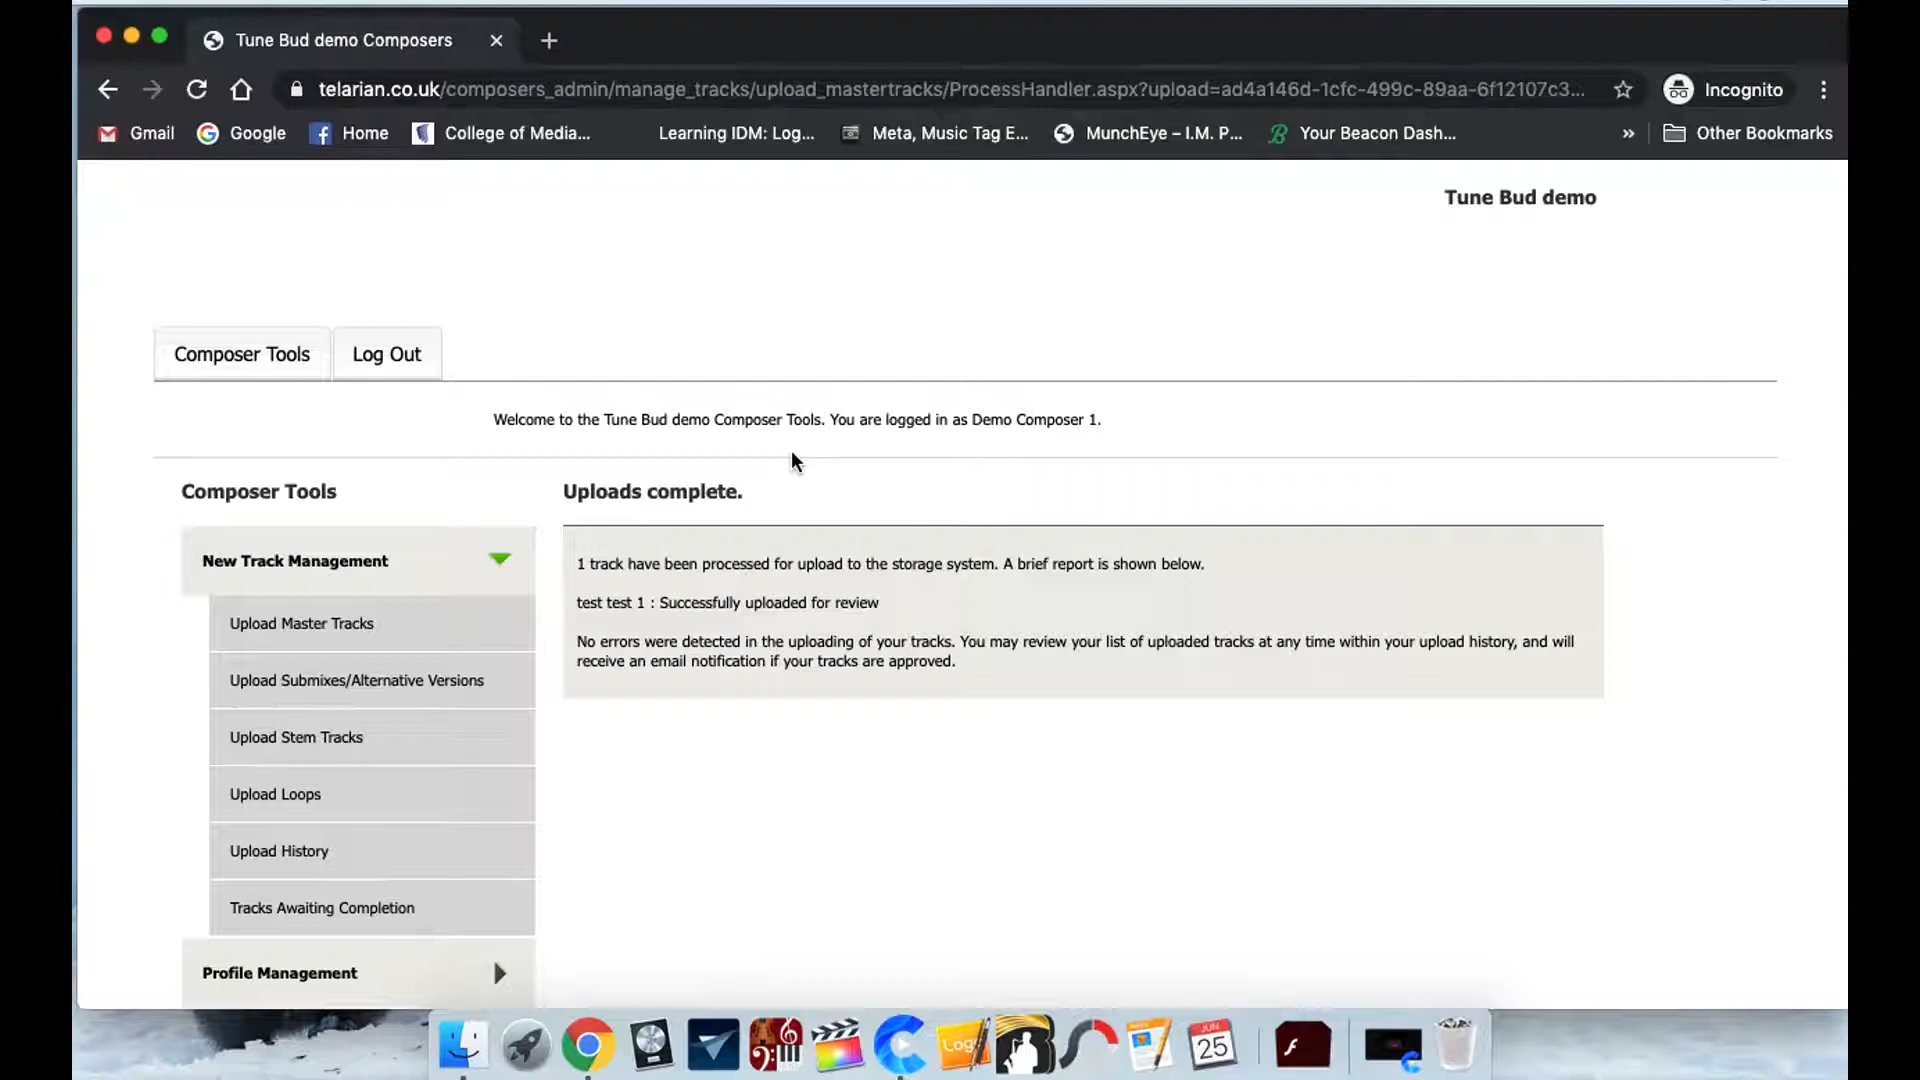 Tune Bud demo Composers
telarian.co.uk/composers_admin/manage_tracks/upload_mastertracks/ProcessHandler.aspx?upload=ad4a146d-1cfc-499c-89aa-6f12107c3...
Incognito
Gmail Google Home College of Media... Learning IDM: Log... Meta, Music Tag E... MunchEye – I.M. P... Your Beacon Dash... » Other Bookmarks
Tune Bud demo
Composer Tools Log Out
Welcome to the Tune Bud demo Composer Tools. You are logged in as Demo Composer 1.
Composer Tools
New Track Management
Upload Master Tracks
Upload Submixes/Alternative Versions
Upload Stem Tracks
Upload Loops
Upload History
Tracks Awaiting Completion
Profile Management
Uploads complete.
1 track have been processed for upload to the storage system. A brief report is shown below.
test test 1 : Successfully uploaded for review
No errors were detected in the uploading of your tracks. You may review your list of uploaded tracks at any time within your upload history, and will
receive an email notification if your tracks are approved.
JUN
25